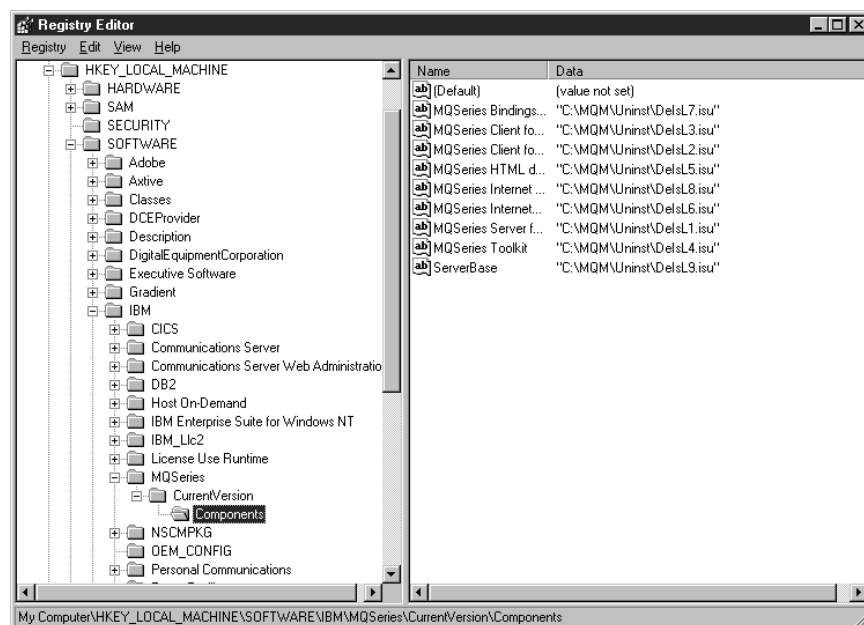 Registry Editor
Registry Edit View Help
HKEY_LOCAL_MACHINE
HARDWARE
SAM
SECURITY
SOFTWARE
Adobe
Axtive
Classes
DCEProvider
Description
DigitalEquipmentCorporation
Executive Software
Gradient
IBM
CICS
Communications Server
Communications Server Web Administratio
DB2
Host On-Demand
IBM Enterprise Suite for Windows NT
IBM_Llc2
License Use Runtime
MQSeries
CurrentVersion
Components
NSCMPKG
OEM_CONFIG
Personal Communications
Name Data
(Default) (value not set)
MQSeries Bindings... "C:\MQM\Uninst\DelsL7.isu"
MQSeries Client fo... "C:\MQM\Uninst\DelsL3.isu"
MQSeries Client fo... "C:\MQM\Uninst\DelsL2.isu"
MQSeries HTML d... "C:\MQM\Uninst\DelsL5.isu"
MQSeries Internet ... "C:\MQM\Uninst\DelsL8.isu"
MQSeries Internet... "C:\MQM\Uninst\DelsL6.isu"
MQSeries Server f... "C:\MQM\Uninst\DelsL1.isu"
MQSeries Toolkit "C:\MQM\Uninst\DelsL4.isu"
ServerBase "C:\MQM\Uninst\DelsL9.isu"
My Computer\HKEY_LOCAL_MACHINE\SOFTWARE\IBM\MQSeries\CurrentVersion\Components